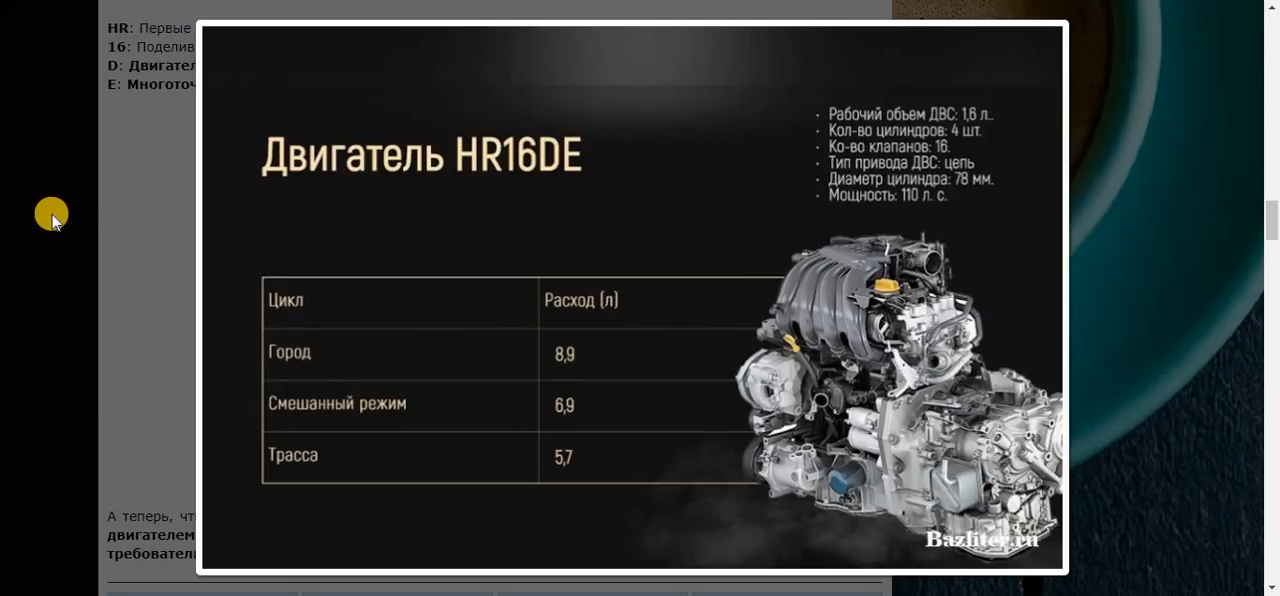 HR: Первые
16: Поделив
D: Двигател
E: Многоточ
Двигатель HR16DE
· Рабочий объем ДВС: 1,6 л..
· Кол-во цилиндров: 4 шт.
· Ко-во клапанов: 16.
· Тип привода ДВС: цепь
· Диаметр цилиндра: 78 мм.
· Мощность: 110 л. с.
Цикл Расход (л)
Город 8,9
Смешанный режим 6,9
Трасса 5,7
Bazliter.ru
А теперь, чт
двигателем
требовател